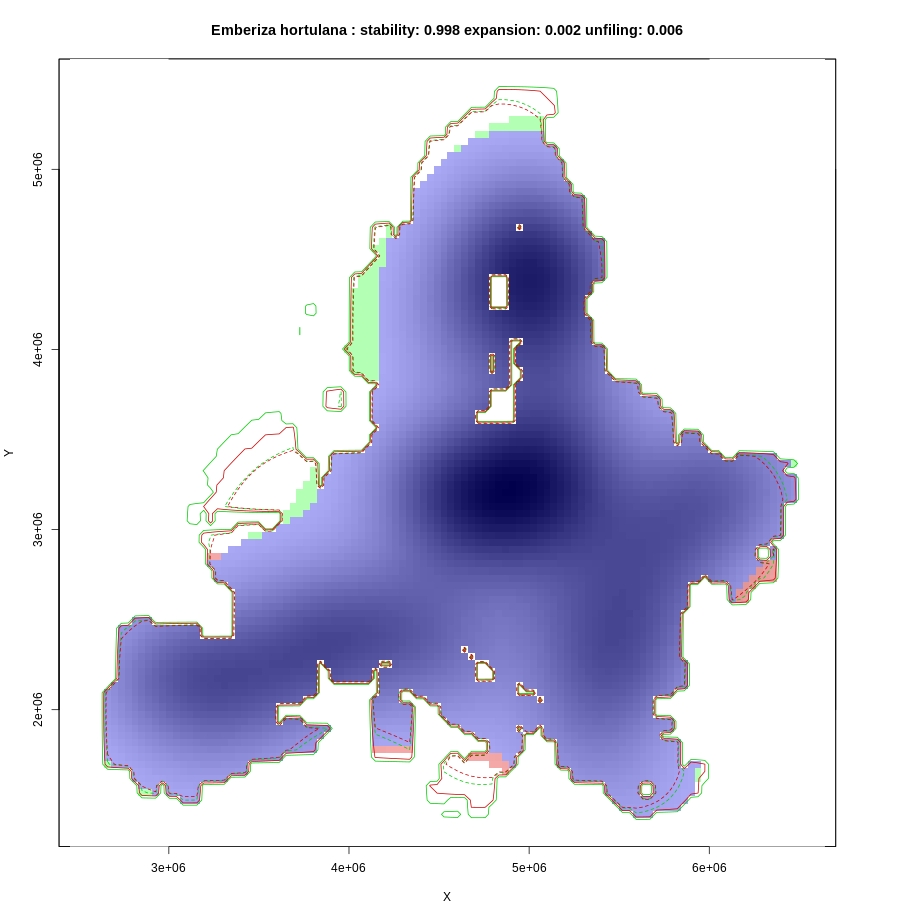 Emberiza hortulana : stability: 0.998 expansion: 0.002 unfiling: 0.006
5e+06
4e+06
3e+06
2e+06
Y
3e+06 4e+06 5e+06 6e+06
X